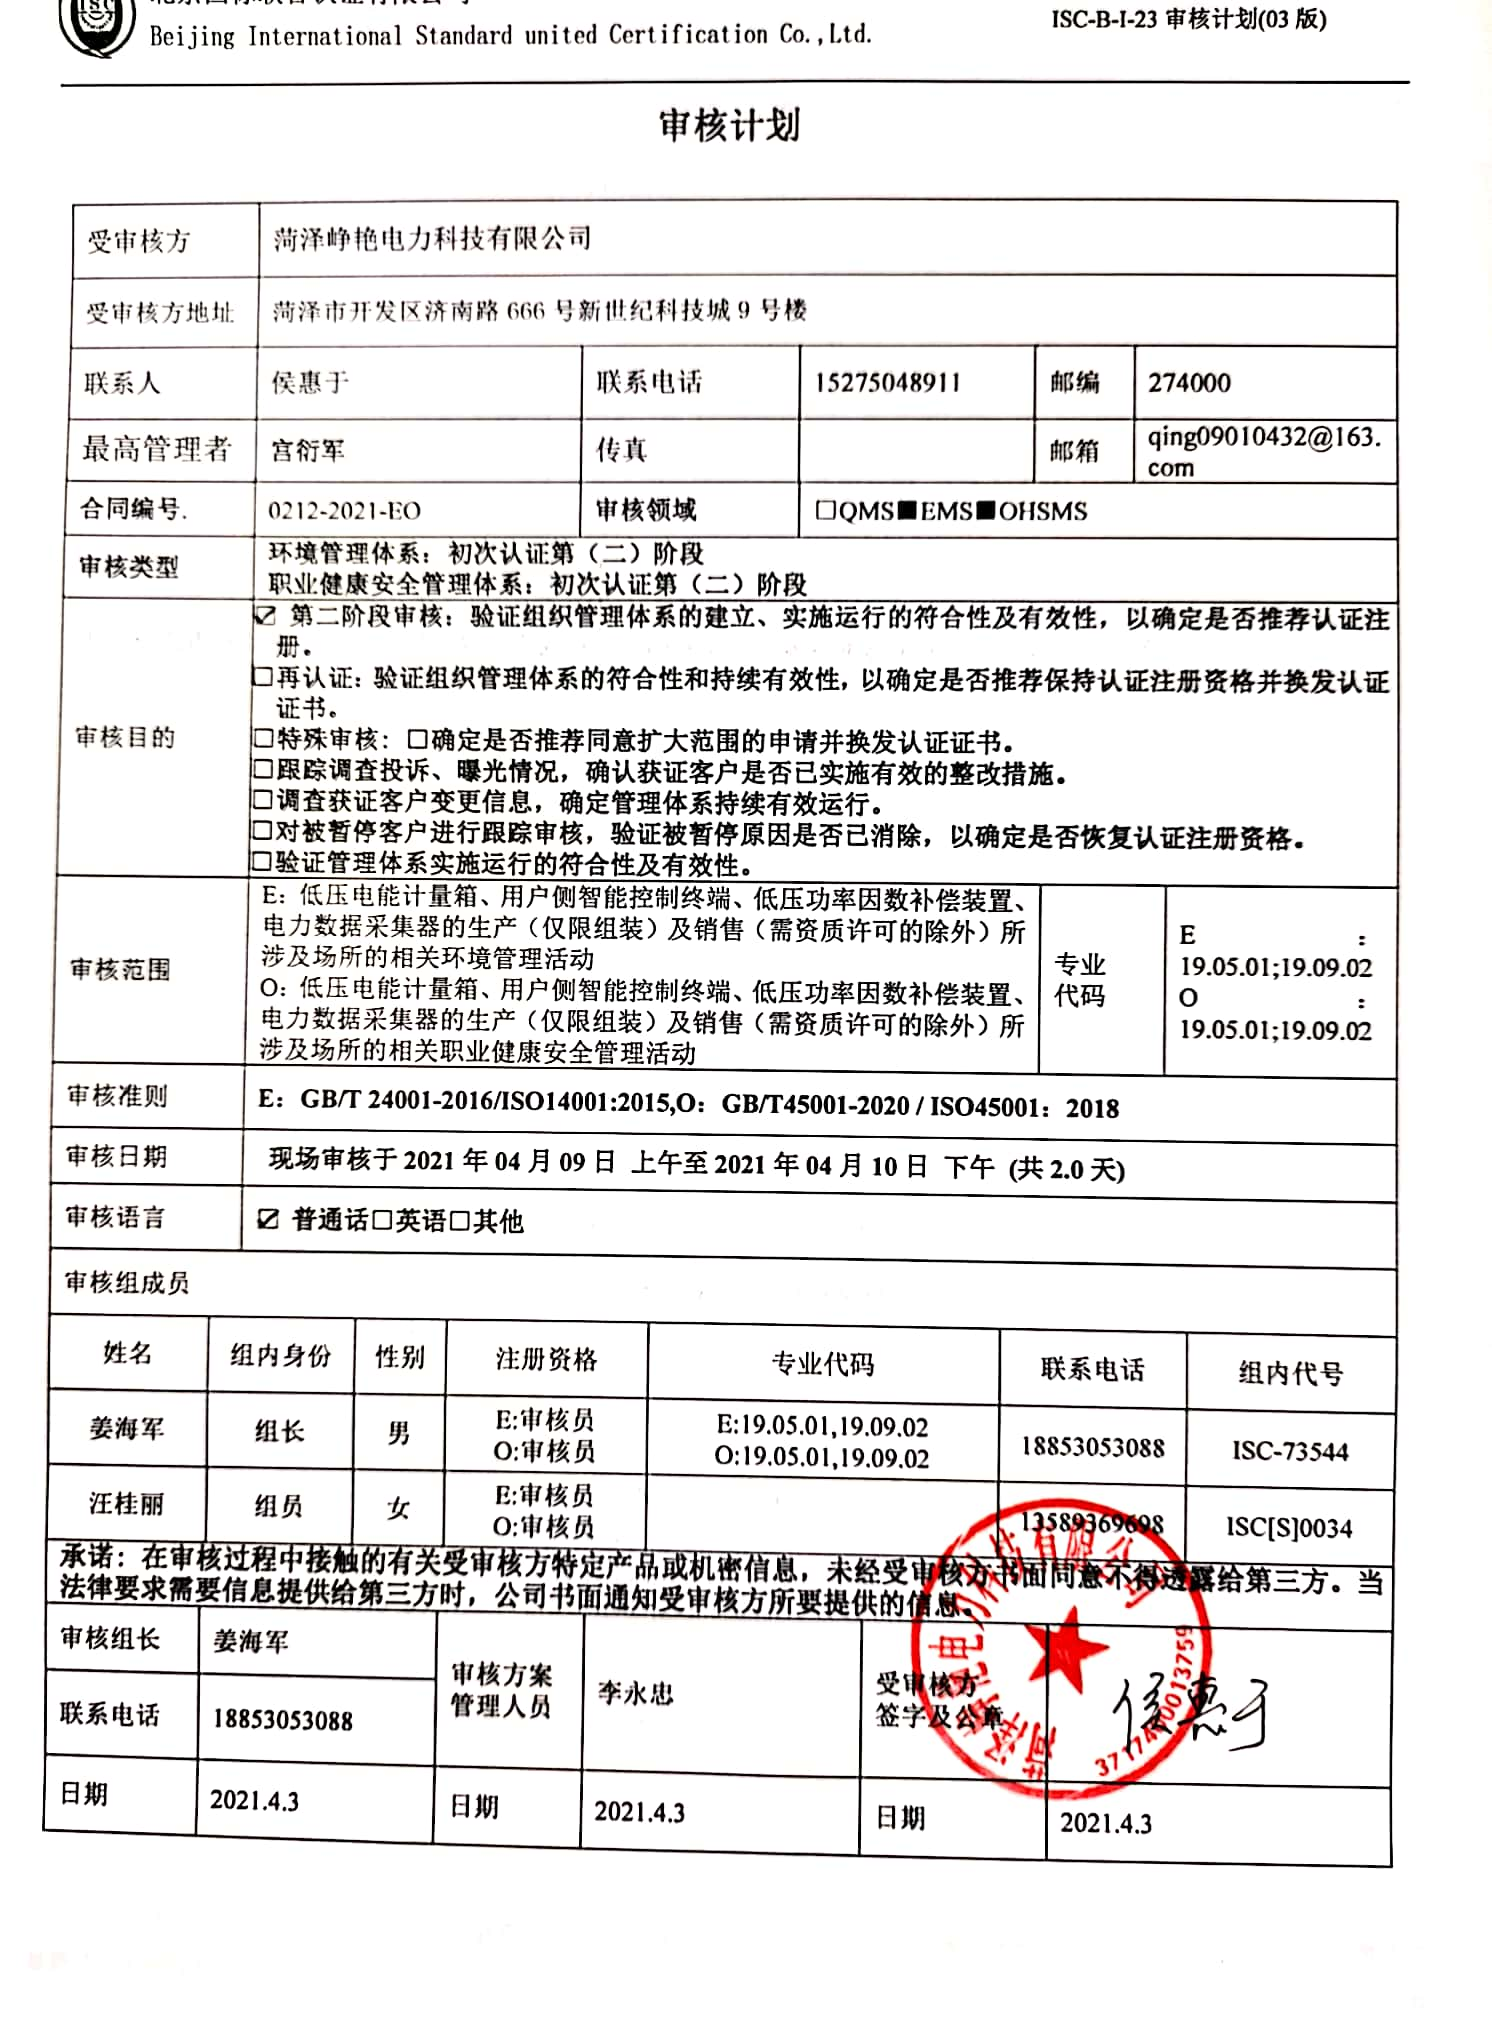 ISC
Beijing International Standard united Certification Co.,Ltd.
ISC-B-I-23 审核计划(03 版)
审核计划
受审核方 菏泽峥艳电力科技有限公司
受审核方地址 菏泽市开发区济南路 666 号新世纪科技城 9 号楼
联系人 侯惠于 联系电话 15275048911 邮编 274000
最高管理者 宫衍军 传真 邮箱 qing09010432@163.
com
合同编号. 0212-2021-EO 审核领域 □QMS■EMS■OHSMS
审核类型 环境管理体系：初次认证第（二）阶段
职业健康安全管理体系：初次认证第（二）阶段
审核目的
☑ 第二阶段审核：验证组织管理体系的建立、实施运行的符合性及有效性，以确定是否推荐认证注
册。
□再认证：验证组织管理体系的符合性和持续有效性，以确定是否推荐保持认证注册资格并换发认证
证书。
□特殊审核：□确定是否推荐同意扩大范围的申请并换发认证证书。
□跟踪调查投诉、曝光情况，确认获证客户是否已实施有效的整改措施。
□调查获证客户变更信息，确定管理体系持续有效运行。
□对被暂停客户进行跟踪审核，验证被暂停原因是否已消除，以确定是否恢复认证注册资格。
□验证管理体系实施运行的符合性及有效性。
审核范围
E：低压电能计量箱、用户侧智能控制终端、低压功率因数补偿装置、
电力数据采集器的生产（仅限组装）及销售（需资质许可的除外）所
涉及场所的相关环境管理活动
O：低压电能计量箱、用户侧智能控制终端、低压功率因数补偿装置、
电力数据采集器的生产（仅限组装）及销售（需资质许可的除外）所
涉及场所的相关职业健康安全管理活动
专业
代码
E ：
19.05.01;19.09.02
O ：
19.05.01;19.09.02
审核准则 E：GB/T 24001-2016/ISO14001:2015,O：GB/T45001-2020 / ISO45001：2018
审核日期 现场审核于 2021 年 04 月 09 日 上午至 2021 年 04 月 10 日 下午 (共 2.0 天)
审核语言 ☑ 普通话□英语□其他
审核组成员
姓名 组内身份 性别 注册资格 专业代码 联系电话 组内代号
姜海军 组长 男 E:审核员 E:19.05.01,19.09.02 18853053088 ISC-73544
O:审核员 O:19.05.01,19.09.02
汪桂丽 组员 女 E:审核员 13589369698 ISC[S]0034
O:审核员
承诺：在审核过程中接触的有关受审核方特定产品或机密信息，未经受审核方书面同意不得透露给第三方。当
法律要求需要信息提供给第三方时，公司书面通知受审核方所要提供的信息。
审核组长 姜海军 审核方案
管理人员 李永忠 受审核方
签字及公章 侯惠于
联系电话 18853053088
日期 2021.4.3 日期 2021.4.3 日期 2021.4.3